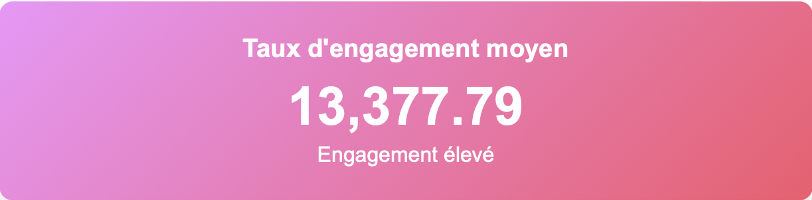 Taux d'engagement moyen
13,377.79
Engagement élevé